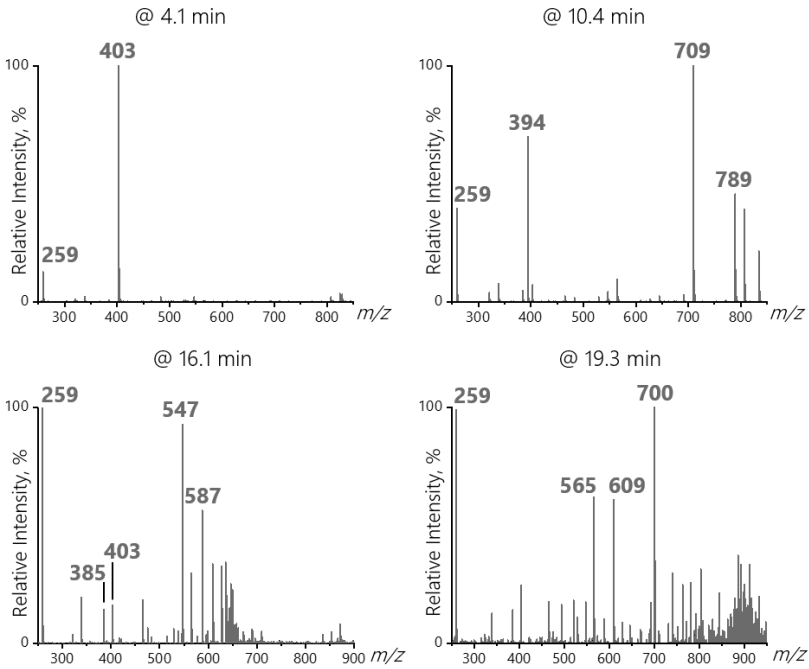 @ 4.1 min
403
100
259
0
Relative Intensity, %
300 400 500 600 700 800 m/z
@ 10.4 min
709
100
394
789
259
0
Relative Intensity, %
300 400 500 600 700 800 m/z
@ 16.1 min
259
100
547
587
403
385
0
Relative Intensity, %
300 400 500 600 700 800 900 m/z
@ 19.3 min
259
700
100
565 609
0
Relative Intensity, %
300 400 500 600 700 800 900 m/z